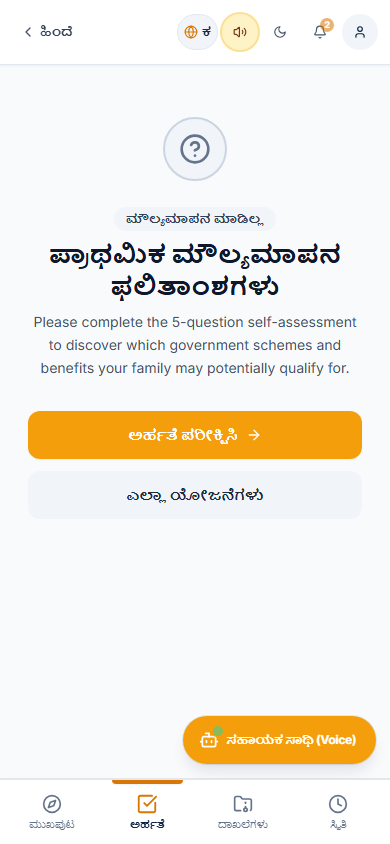 ಹಿಂದೆ
ಕ
2
ಮೌಲ್ಯಮಾಪನ ಮಾಡಿಲ್ಲ
ಪ್ರಾಥಮಿಕ ಮೌಲ್ಯಮಾಪನ
ಫಲಿತಾಂಶಗಳು
Please complete the 5-question self-assessment
to discover which government schemes and
benefits your family may potentially qualify for.
ಅರ್ಹತೆ ಪರೀಕ್ಷಿಸಿ
ಎಲ್ಲಾ ಯೋಜನೆಗಳು
ಸಹಾಯಕ ಸಾಥಿ (Voice)
ಮುಖಪುಟ
ಅರ್ಹತೆ
ದಾಖಲೆಗಳು
ಸ್ಥಿತಿ